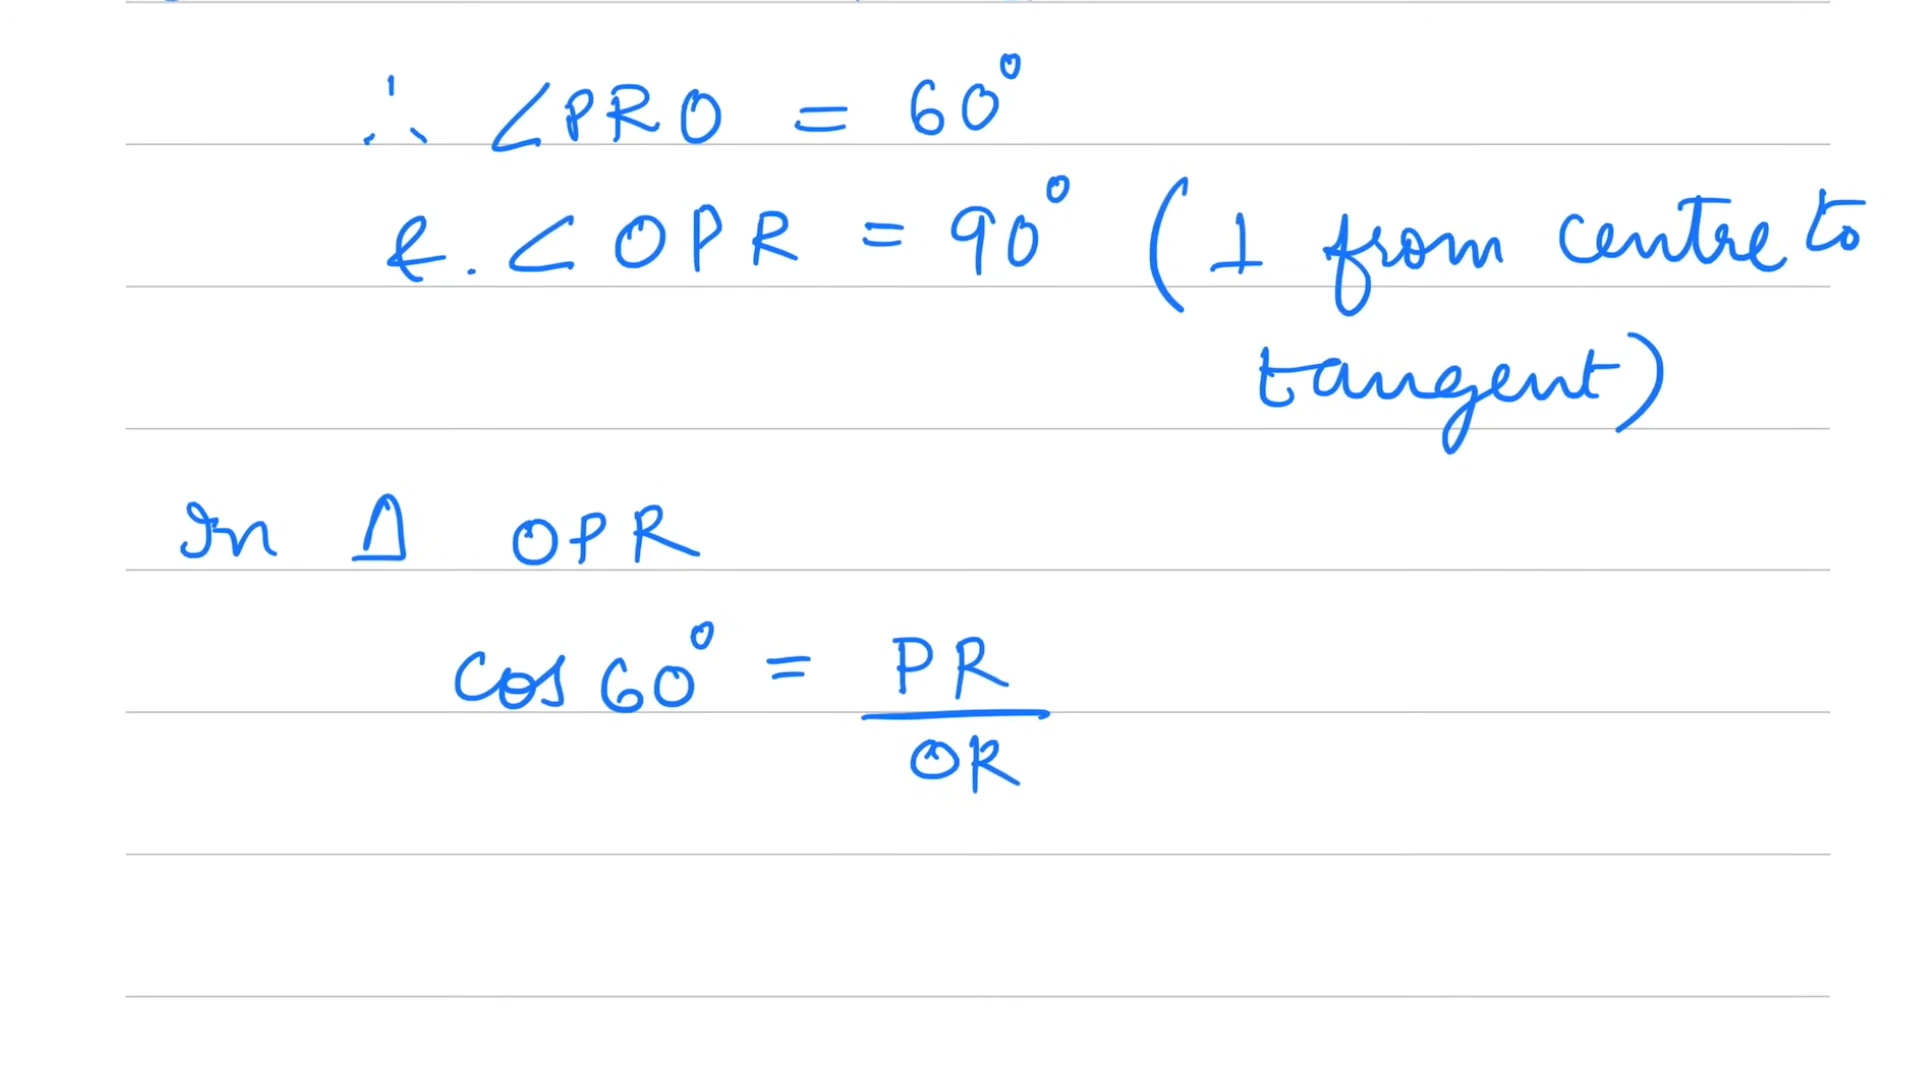 ∴ ∠PRO = 60°
&. ∠OPR = 90° (⊥ from centre to
tangent)
In Δ OPR
cos 60° = PR
OR